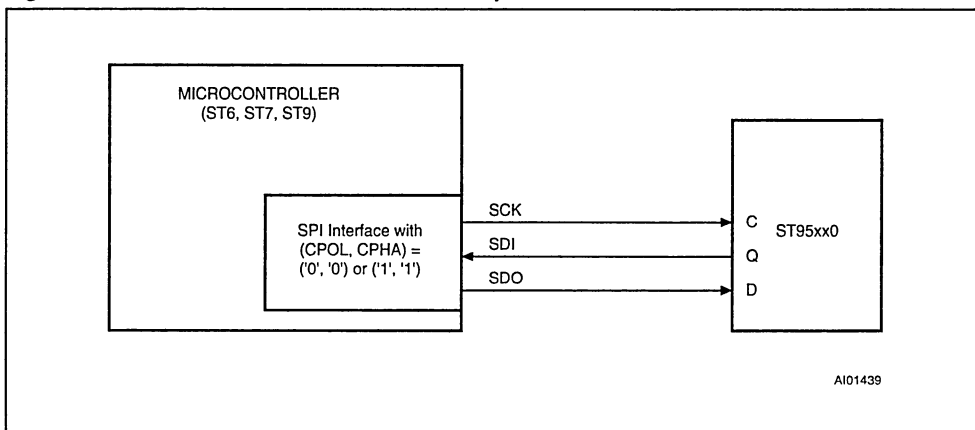 MICROCONTROLLER
(ST6, ST7, ST9)
SPI Interface with
(CPOL, CPHA) =
('0', '0') or ('1', '1')
SCK
SDI
SDO
C
Q
D
ST95xx0
AI01439